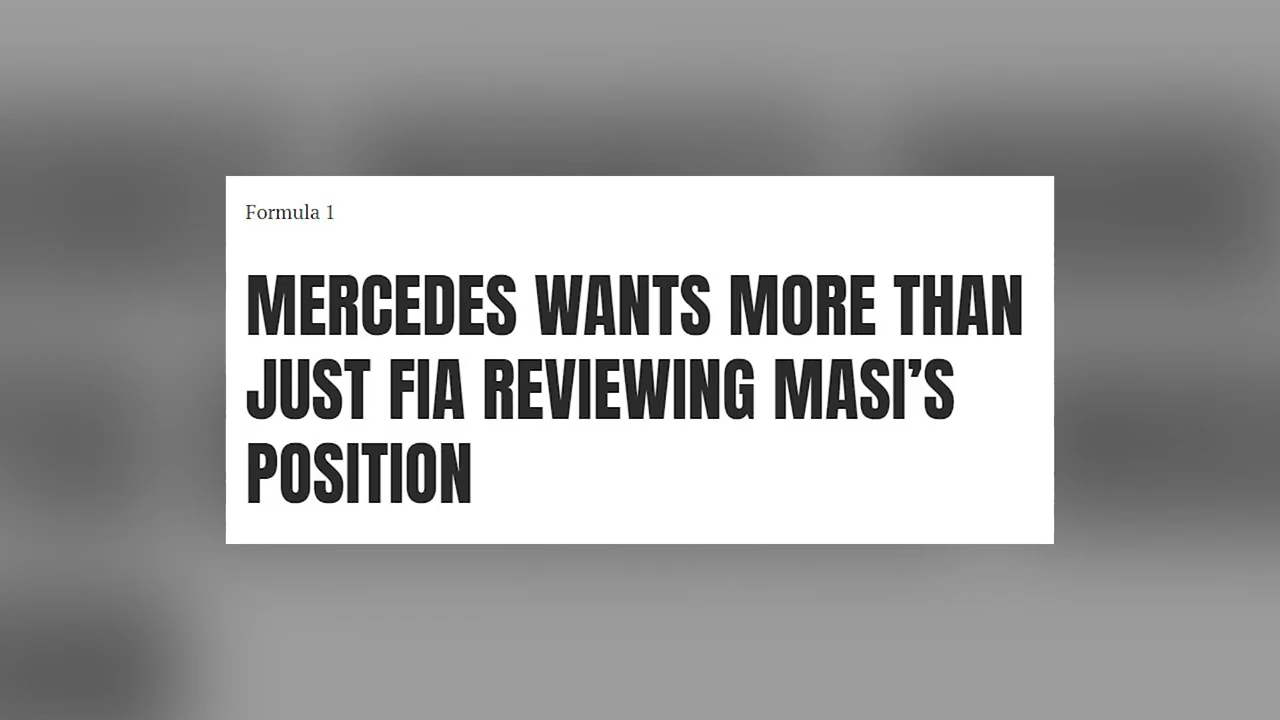 Formula 1
MERCEDES WANTS MORE THAN
JUST FIA REVIEWING MASI’S
POSITION